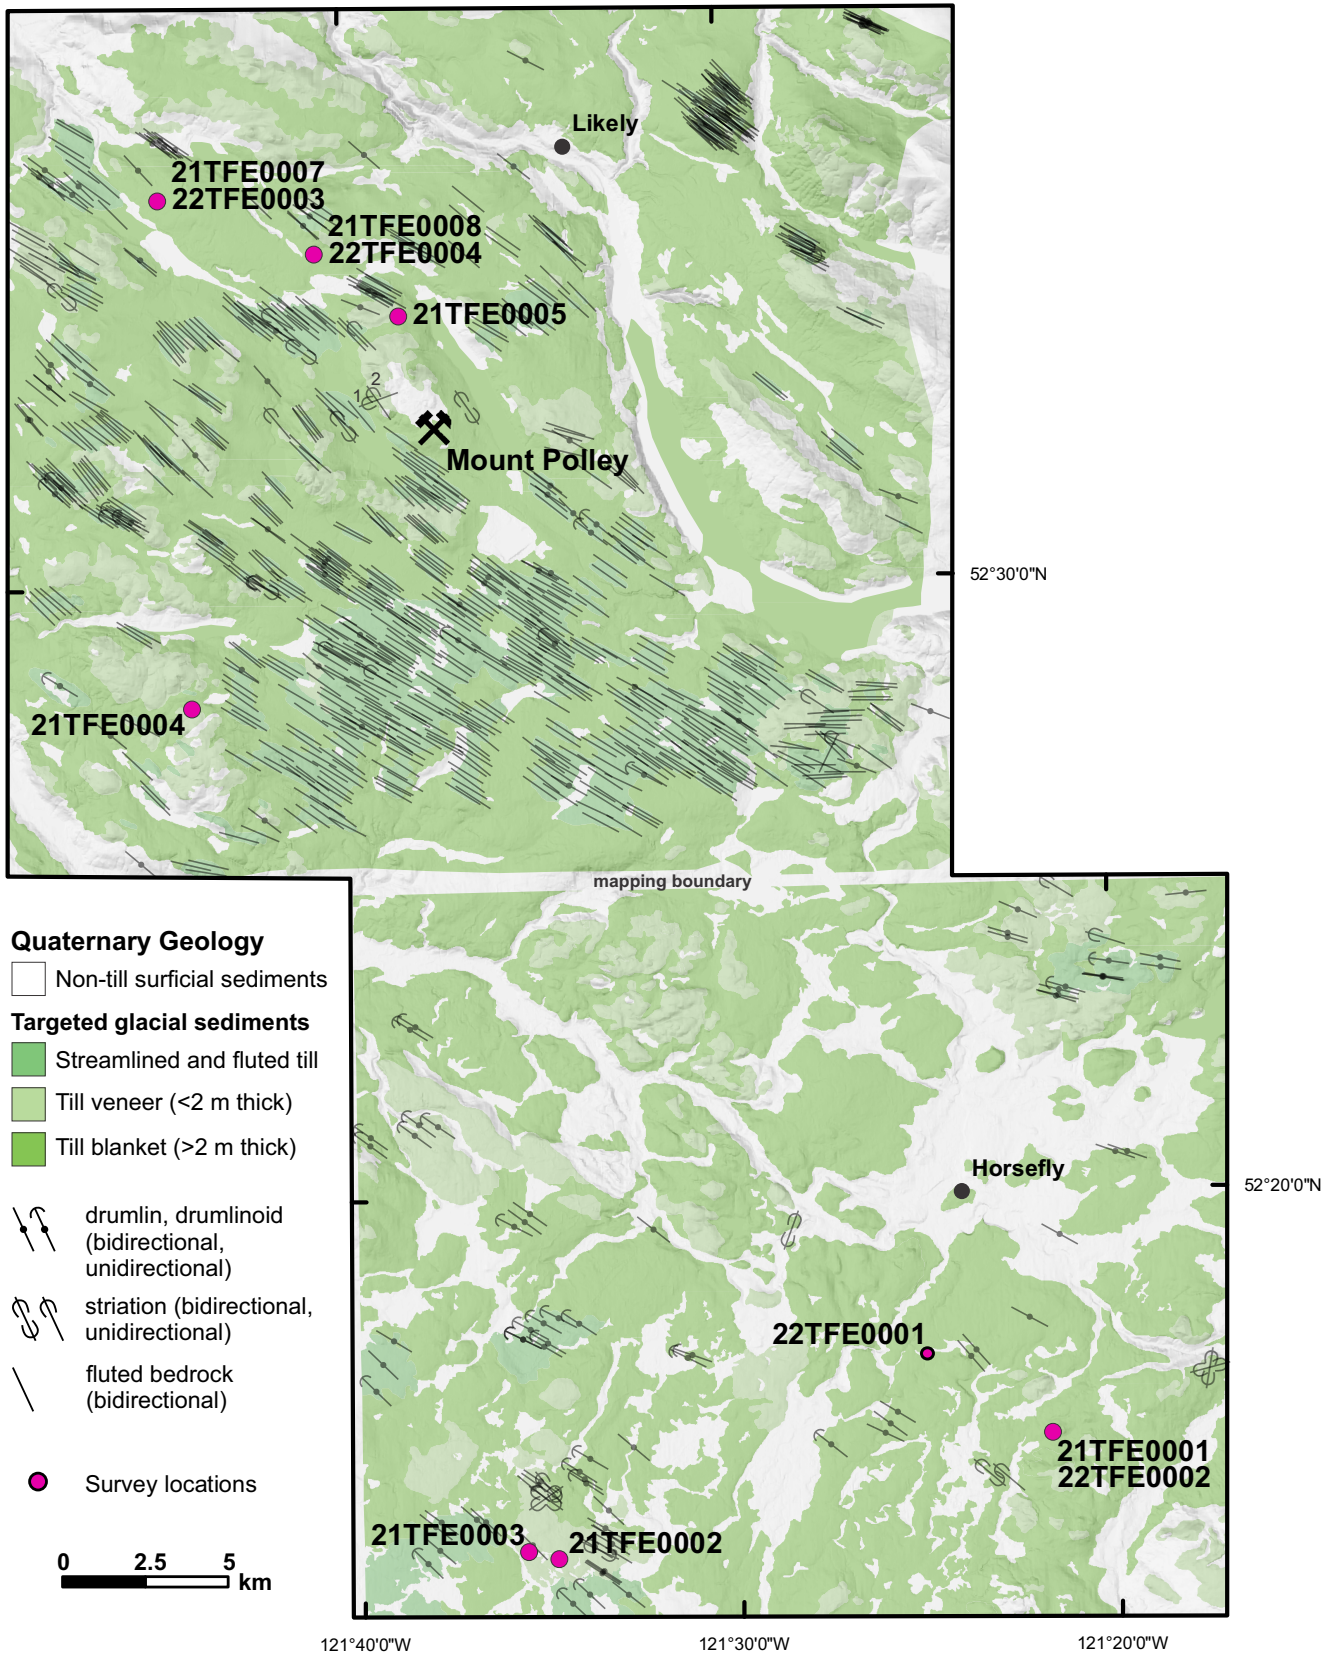 Likely
21TFE0007
22TFE0003
21TFE0008
22TFE0004
21TFE0005
2
1
Mount Polley
52°30'0"N
21TFE0004
mapping boundary
Quaternary Geology
Non-till surficial sediments
Targeted glacial sediments
Streamlined and fluted till
Till veneer (<2 m thick)
Till blanket (>2 m thick)
drumlin, drumlinoid
(bidirectional,
unidirectional)
striation (bidirectional,
unidirectional)
fluted bedrock
(bidirectional)
Survey locations
0 2.5 5
km
Horsefly
52°20'0"N
22TFE0001
21TFE0001
22TFE0002
21TFE0003
21TFE0002
121°40'0"W
121°30'0"W
121°20'0"W